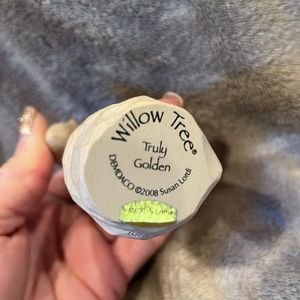 Willow Tree®
Truly
Golden
DEMDACO ©2008 Susan Lordi